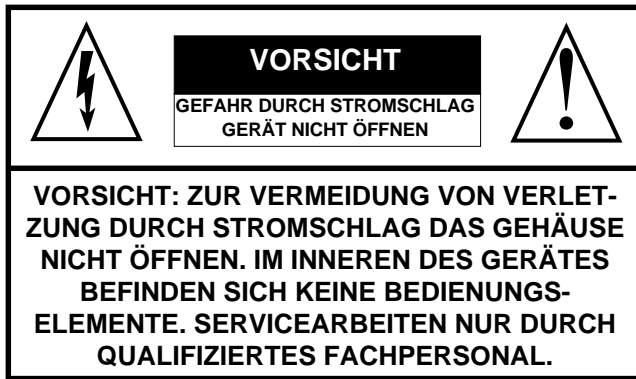 VORSICHT
GEFAHR DURCH STROMSCHLAG
GERÄT NICHT ÖFFNEN
VORSICHT: ZUR VERMEIDUNG VON VERLET-
ZUNG DURCH STROMSCHLAG DAS GEHÄUSE
NICHT ÖFFNEN. IM INNEREN DES GERÄTES
BEFINDEN SICH KEINE BEDIENUNGS-
ELEMENTE. SERVICEARBEITEN NUR DURCH
QUALIFIZIERTES FACHPERSONAL.